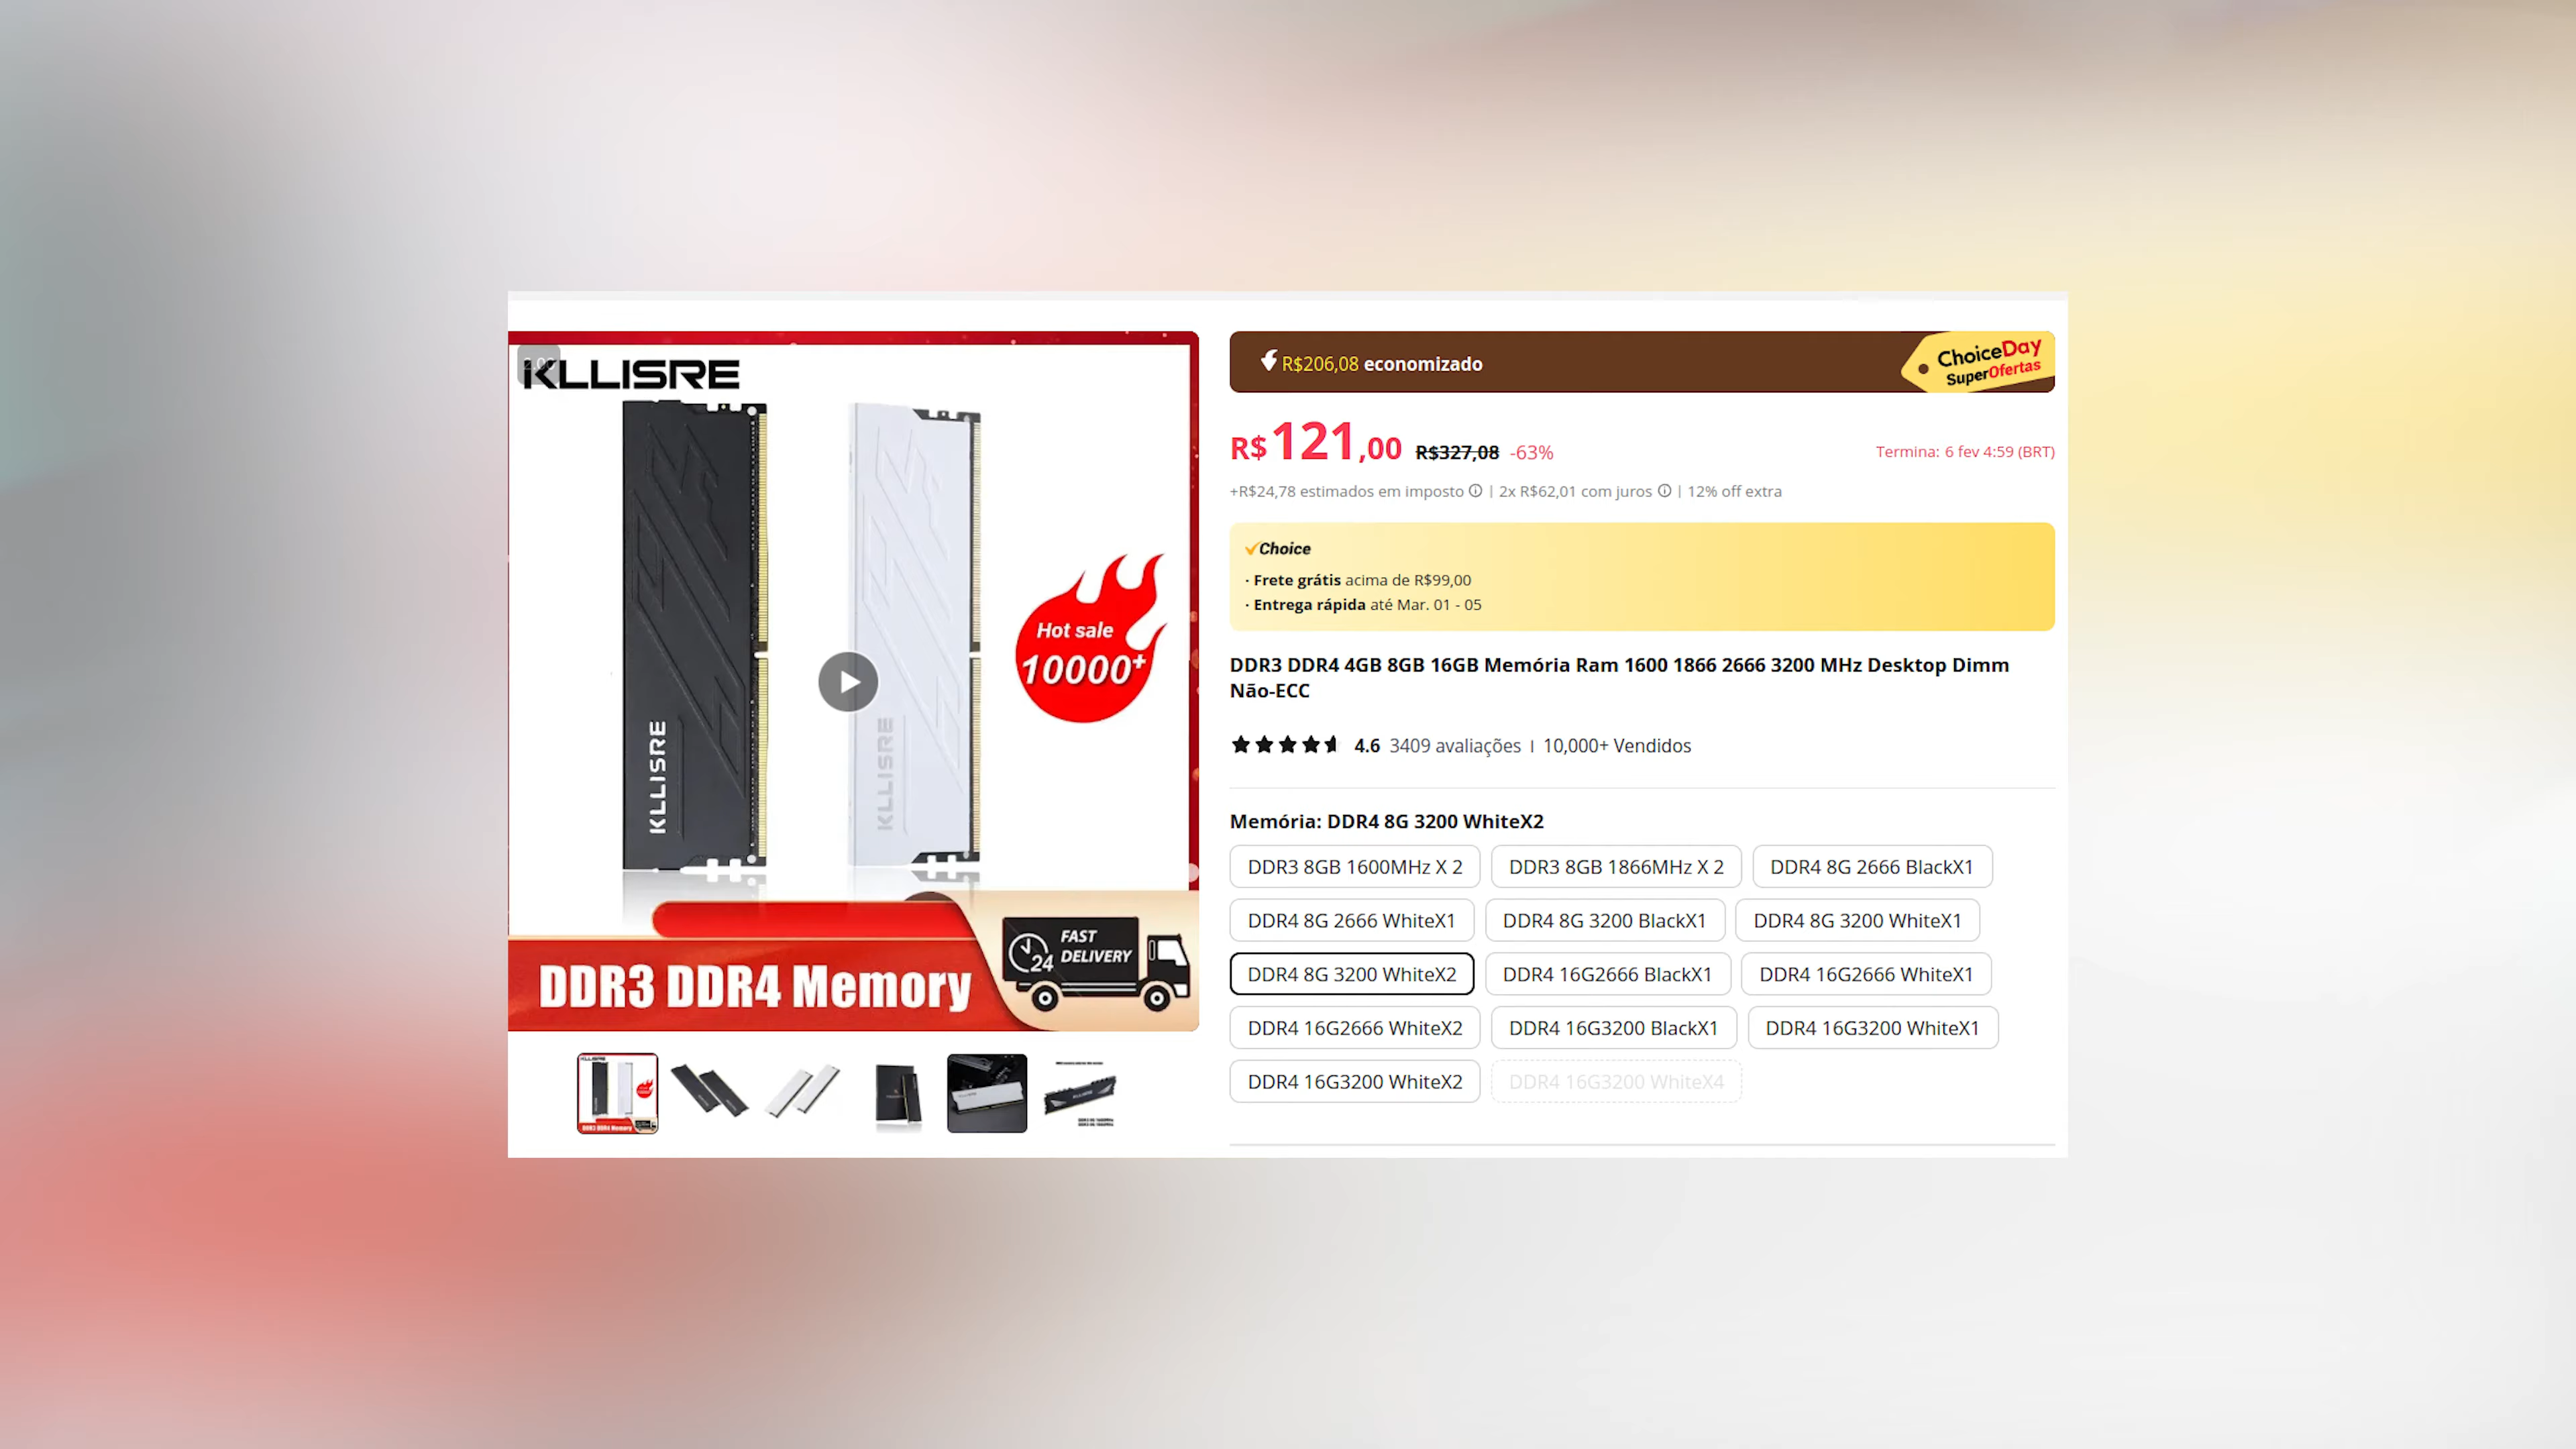 KLLISRE
KLLISRE
KLLISRE
Hot sale
10000+
FAST
DELIVERY
24
DDR3 DDR4 Memory
R$206,08 economizado
ChoiceDay
SuperOfertas
R$121,00 R$327,08 -63%
Termina: 6 fev 4:59 (BRT)
+R$24,78 estimados em imposto | 2x R$62,01 com juros | 12% off extra
Choice
· Frete grátis acima de R$99,00
· Entrega rápida até Mar. 01 - 05
DDR3 DDR4 4GB 8GB 16GB Memória Ram 1600 1866 2666 3200 MHz Desktop Dimm
Não-ECC
4.6 3409 avaliações | 10,000+ Vendidos
Memória: DDR4 8G 3200 WhiteX2
DDR3 8GB 1600MHz X 2 DDR3 8GB 1866MHz X 2 DDR4 8G 2666 BlackX1
DDR4 8G 2666 WhiteX1 DDR4 8G 3200 BlackX1 DDR4 8G 3200 WhiteX1
DDR4 8G 3200 WhiteX2 DDR4 16G2666 BlackX1 DDR4 16G2666 WhiteX1
DDR4 16G2666 WhiteX2 DDR4 16G3200 BlackX1 DDR4 16G3200 WhiteX1
DDR4 16G3200 WhiteX2 DDR4 16G3200 WhiteX4